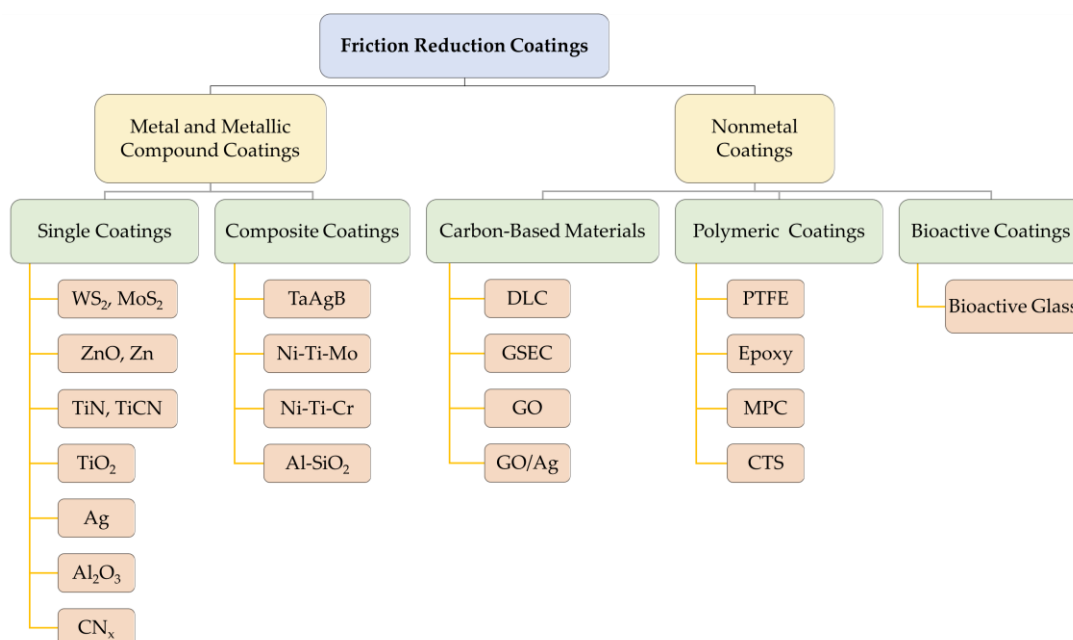 Friction Reduction Coatings
Metal and Metallic
Compound Coatings
Nonmetal
Coatings
Single Coatings
Composite Coatings
Carbon-Based Materials
Polymeric Coatings
Bioactive Coatings
WS₂, MoS₂
ZnO, Zn
TiN, TiCN
TiO₂
Ag
Al₂O₃
CNₓ
TaAgB
Ni-Ti-Mo
Ni-Ti-Cr
Al-SiO₂
DLC
GSEC
GO
GO/Ag
PTFE
Epoxy
MPC
CTS
Bioactive Glass